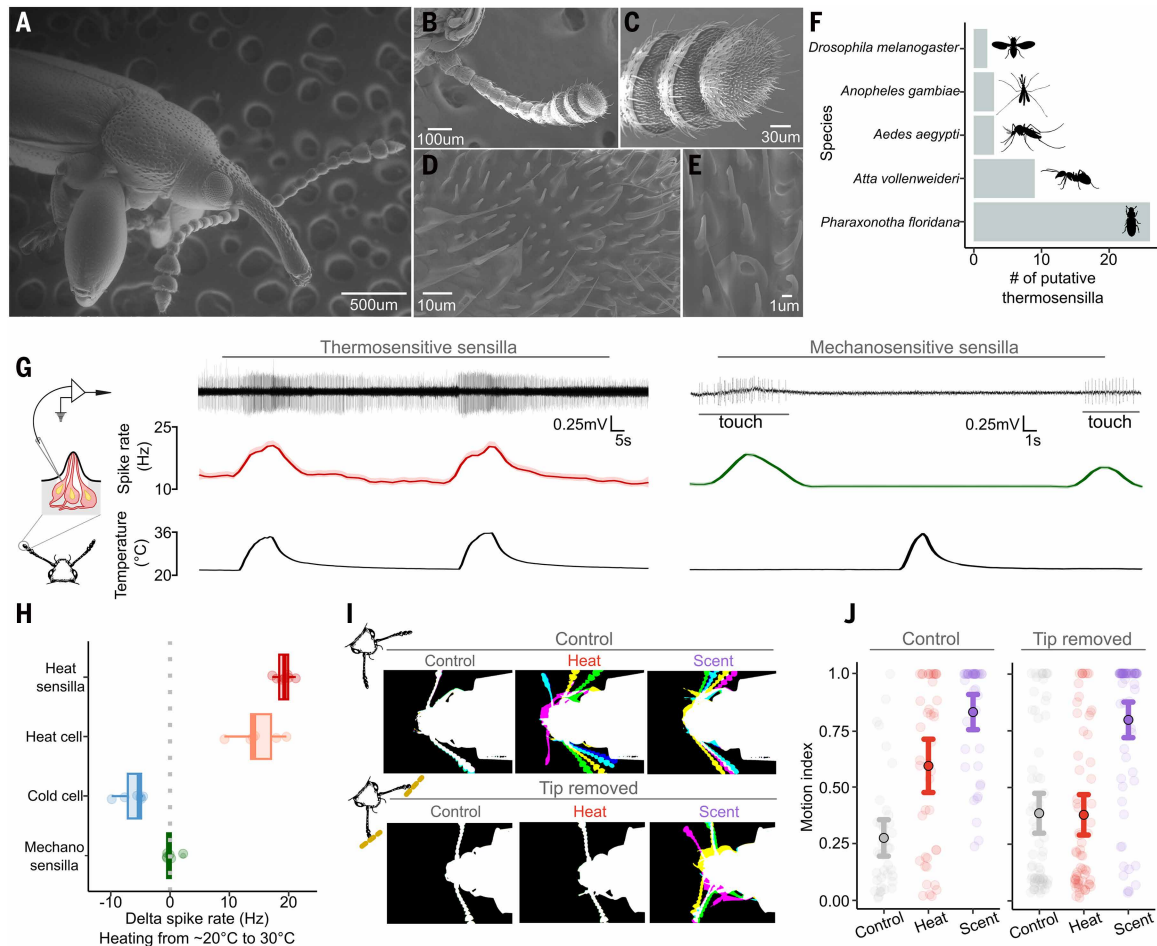 A
500um
B
100um
C
30um
D
10um
E
1um
F
Species
Drosophila melanogaster
Anopheles gambiae
Aedes aegypti
Atta vollenweideri
Pharaxonotha floridana
0 10 20
# of putative
thermosensilla
G
Thermosensitive sensilla
Mechanosensitive sensilla
0.25mV
5s
touch
0.25mV
1s
touch
Spike rate
(Hz)
25
10
Temperature
(°C)
36
20
H
Heat
sensilla
Heat cell
Cold cell
Mechano
sensilla
-10 0 10 20
Delta spike rate (Hz)
Heating from ~20°C to 30°C
I
Control
Control Heat Scent
Tip removed
Control Heat Scent
J
Control Tip removed
Motion index
1.0
0.75
0.50
0.25
0.00
Control Heat Scent Control Heat Scent